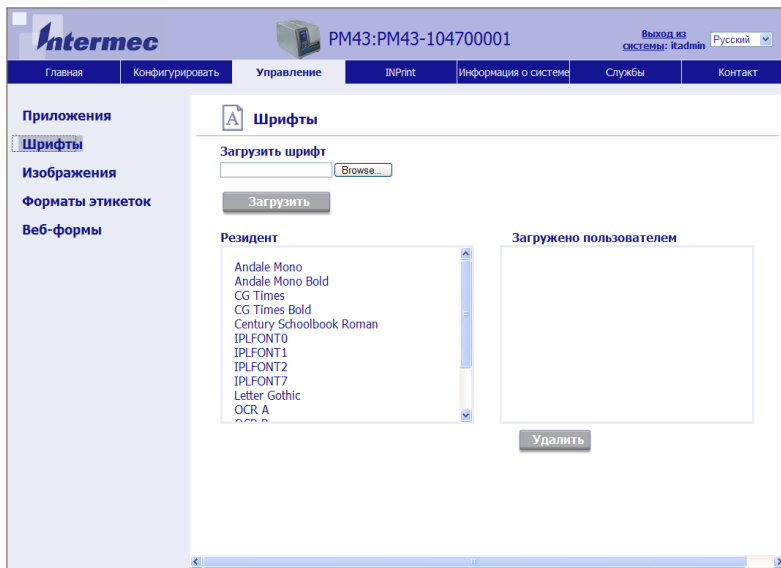 Intermec
PM43:PM43-104700001
Выход из
системы: itadmin
Русский
Главная
Конфигурировать
Управление
INPrint
Информация о системе
Службы
Контакт
Приложения
Шрифты
Изображения
Форматы этикеток
Веб-формы
Шрифты
Загрузить шрифт
Browse...
Загрузить
Резидент
Andale Mono
Andale Mono Bold
CG Times
CG Times Bold
Century Schoolbook Roman
IPLFONT0
IPLFONT1
IPLFONT2
IPLFONT7
Letter Gothic
OCR A
Загружено пользователем
Удалить